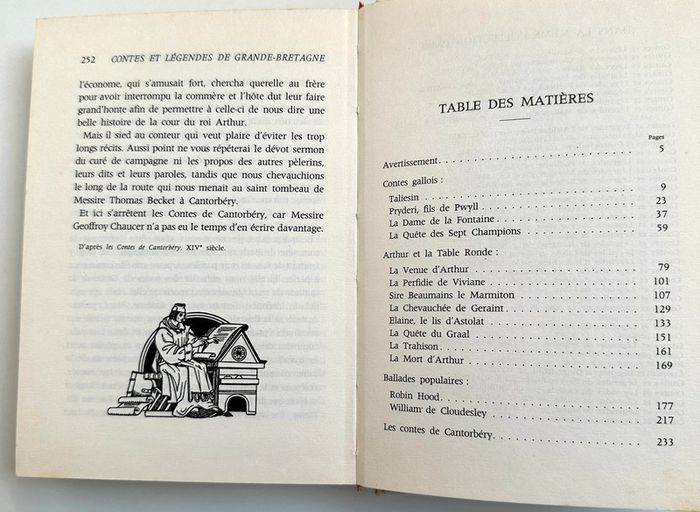 252 CONTES ET LÉGENDES DE GRANDE-BRETAGNE
l'économe, qui s'amusait fort, chercha querelle au frère
pour avoir interrompu la commère et l'hôte dut leur faire
grand'honte afin de permettre à celle-ci de nous dire une
belle histoire de la cour du roi Arthur.
Mais il sied au conteur qui veut plaire d'éviter les trop
longs récits. Aussi point ne vous répéterai le dévot sermon
du curé de campagne ni les propos des autres pèlerins,
leurs dits et leurs paroles, tandis que nous chevauchions
le long de la route qui nous menait au saint tombeau de
Messire Thomas Becket à Cantorbéry.
Et ici s'arrêtent les Contes de Cantorbéry, car Messire
Geoffroy Chaucer n'a pas eu le temps d'en écrire davantage.
D'après les Contes de Cantorbéry, XIVe siècle.
TABLE DES MATIÈRES
Pages
Avertissement. 5
Contes gallois :
Taliesin 9
Pryderi, fils de Pwyll 23
La Dame de la Fontaine 37
La Quête des Sept Champions 59
Arthur et la Table Ronde :
La Venue d'Arthur 79
La Perfidie de Viviane 101
Sire Beaumains le Marmiton 107
La Chevauchée de Geraint 129
Elaine, le lis d'Astolat 133
La Quête du Graal 151
La Trahison 161
La Mort d'Arthur 169
Ballades populaires :
Robin Hood 177
William de Cloudesley 217
Les contes de Cantorbéry 233